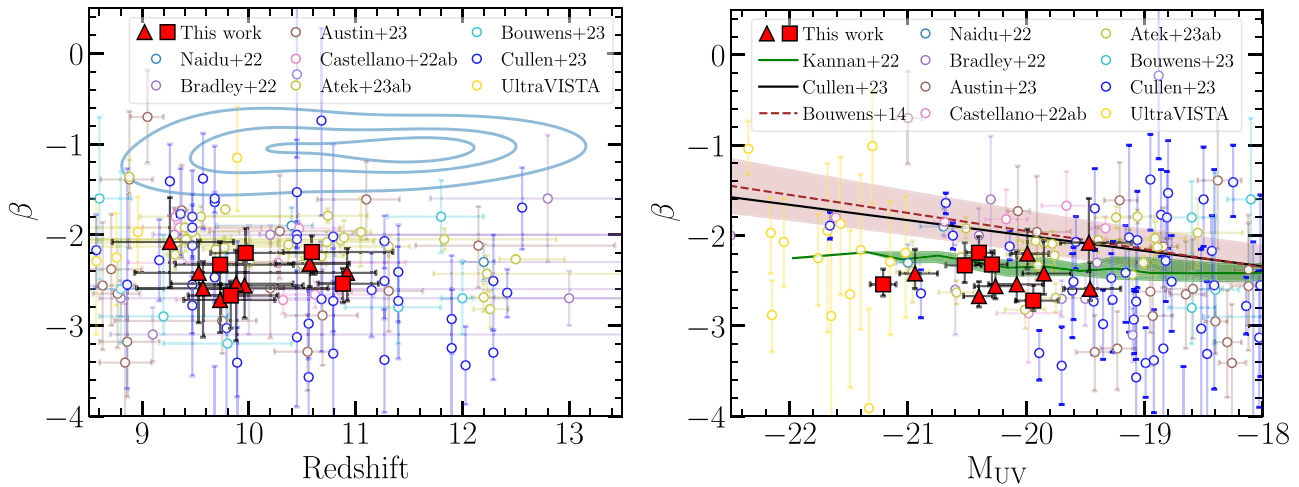 This work
Naidu+22
Bradley+22
Austin+23
Castellano+22ab
Atek+23ab
Bouwens+23
Cullen+23
UltraVISTA
0
−1
−2
−3
−4
β
9
10
11
12
13
Redshift
This work
Kannan+22
Cullen+23
Bouwens+14
Naidu+22
Bradley+22
Austin+23
Castellano+22ab
Atek+23ab
Bouwens+23
Cullen+23
UltraVISTA
0
−1
−2
−3
−4
β
−22
−21
−20
−19
−18
M_UV